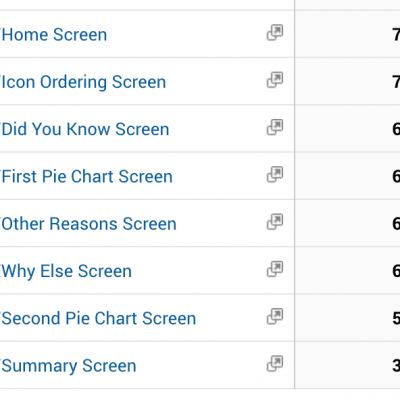 /Home Screen 7
/Icon Ordering Screen 7
/Did You Know Screen 6
/First Pie Chart Screen 6
/Other Reasons Screen 6
/Why Else Screen 6
/Second Pie Chart Screen 5
/Summary Screen 3